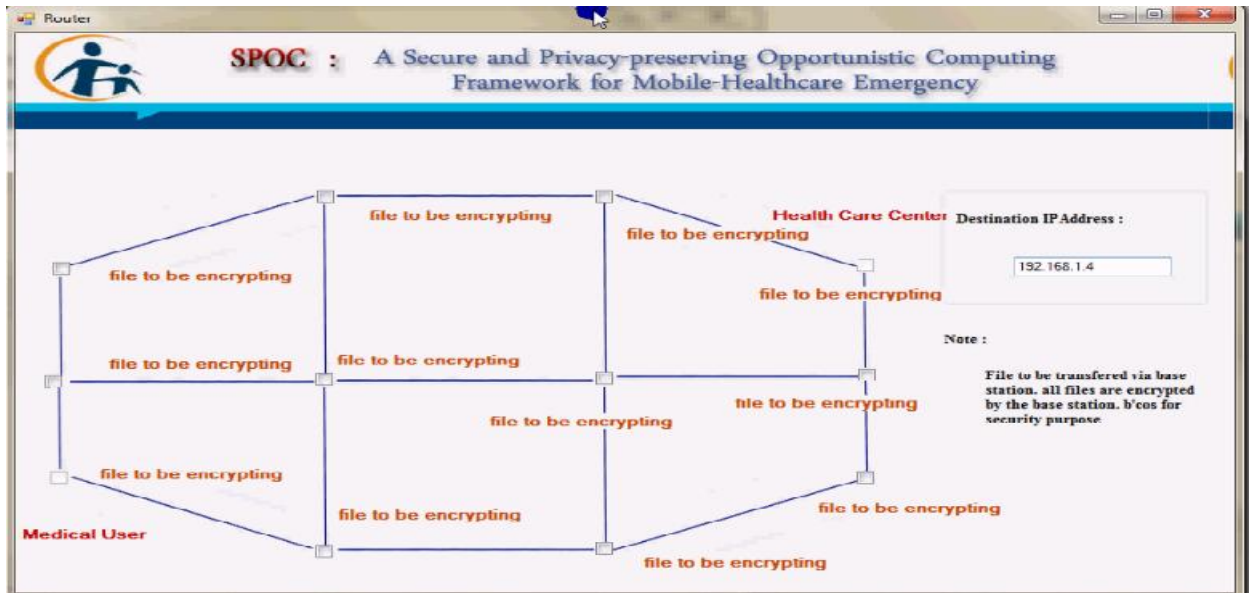 Router
SPOC : A Secure and Privacy-preserving Opportunistic Computing
Framework for Mobile-Healthcare Emergency
file to be encrypting
Health Care Center
Destination IP Address :
file to be encrypting
192.168.1.4
file to be encrypting
file to be encrypting
Note :
file to be encrypting
file to be encrypting
File to be transfered via base
station. all files are encrypted
by the base station. b'cos for
security purpose
file to be encrypting
file to be encrypting
file to be encrypting
file to be encrypting
file to be encrypting
Medical User
file to be encrypting